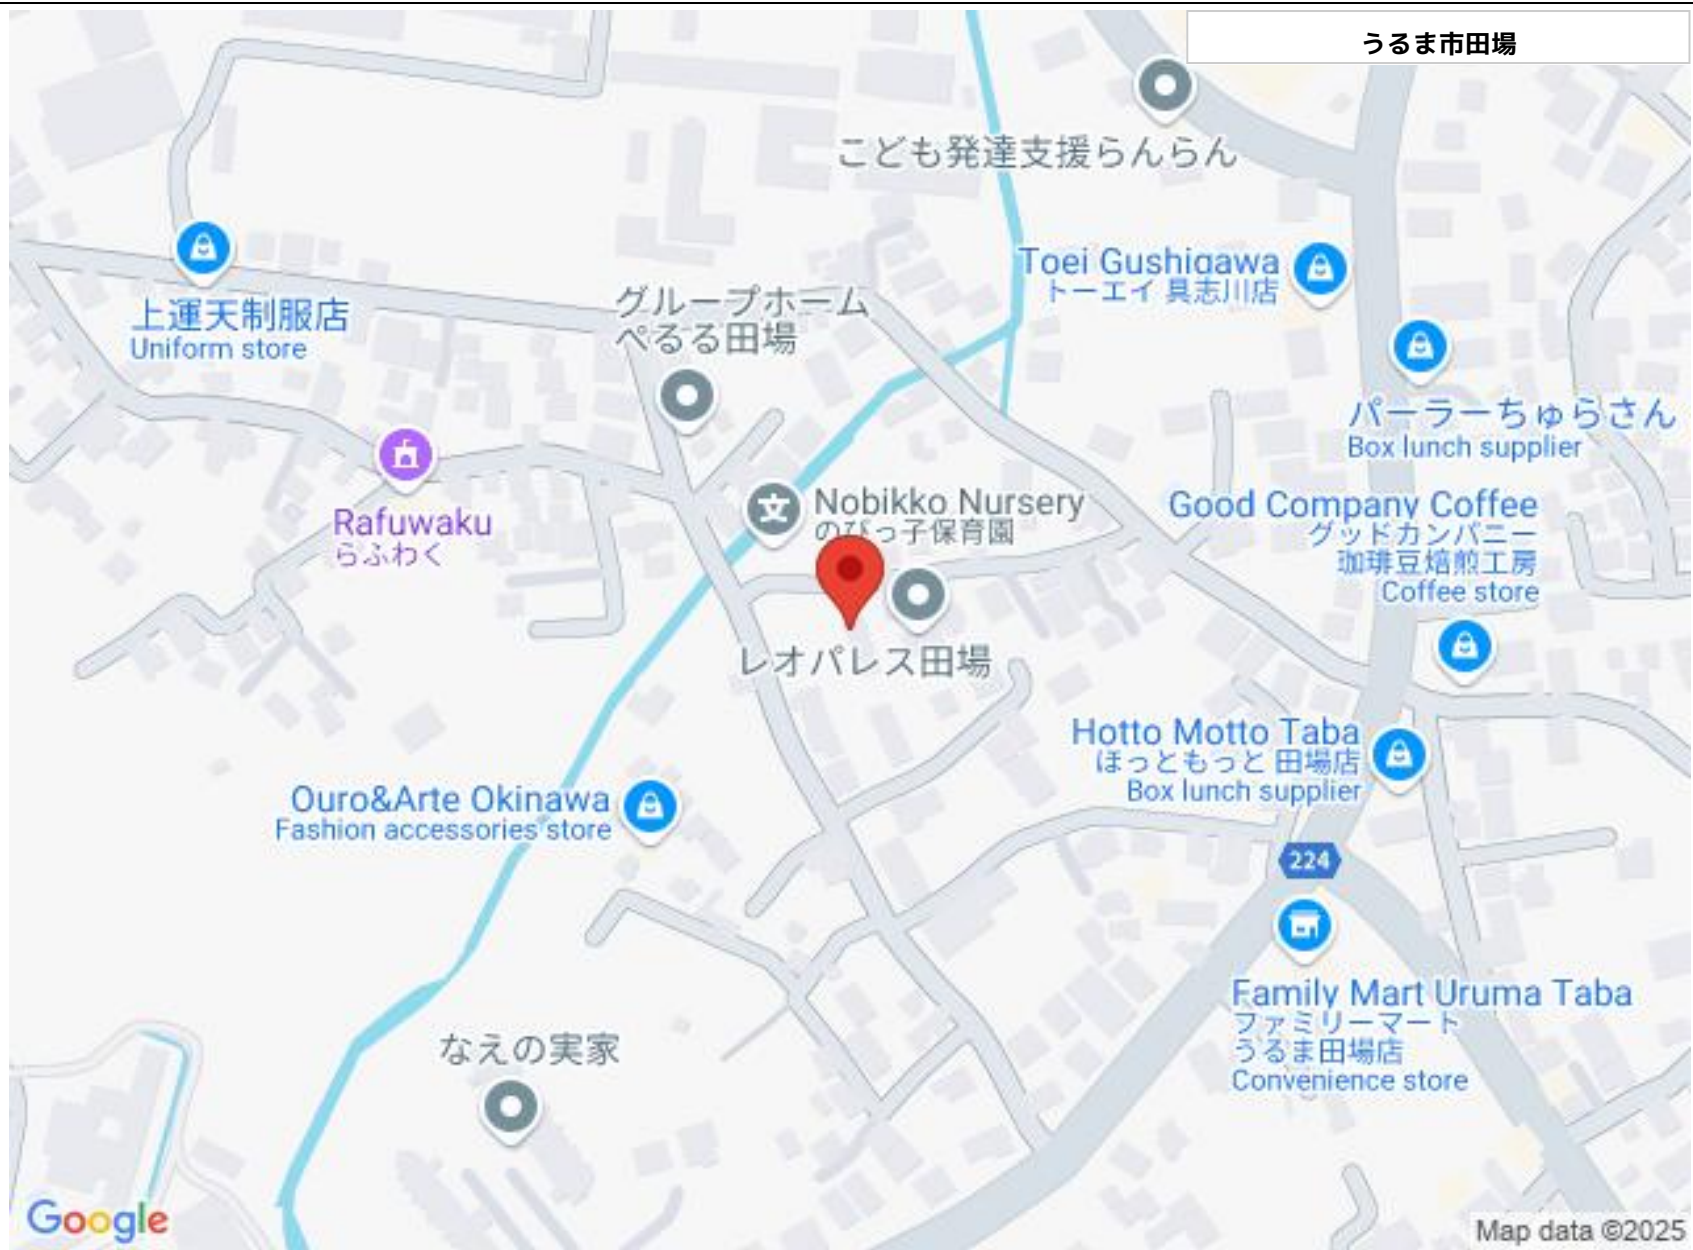 うるま市田場
こども発達支援らんらん
Toei Gushigawa
トーエイ 具志川店
上運天制服店
Uniform store
グループホーム
ぺるる田場
パーラーちゅらさん
Box lunch supplier
Rafuwaku
らふわく
Nobikko Nursery
のびっ子保育園
Good Company Coffee
グッドカンパニー
珈琲豆焙煎工房
Coffee store
レオパレス田場
Hotto Motto Taba
ほっともっと 田場店
Box lunch supplier
Ouro&Arte Okinawa
Fashion accessories store
224
Family Mart Uruma Taba
ファミリーマート
うるま田場店
Convenience store
なえの実家
Google
Map data ©2025